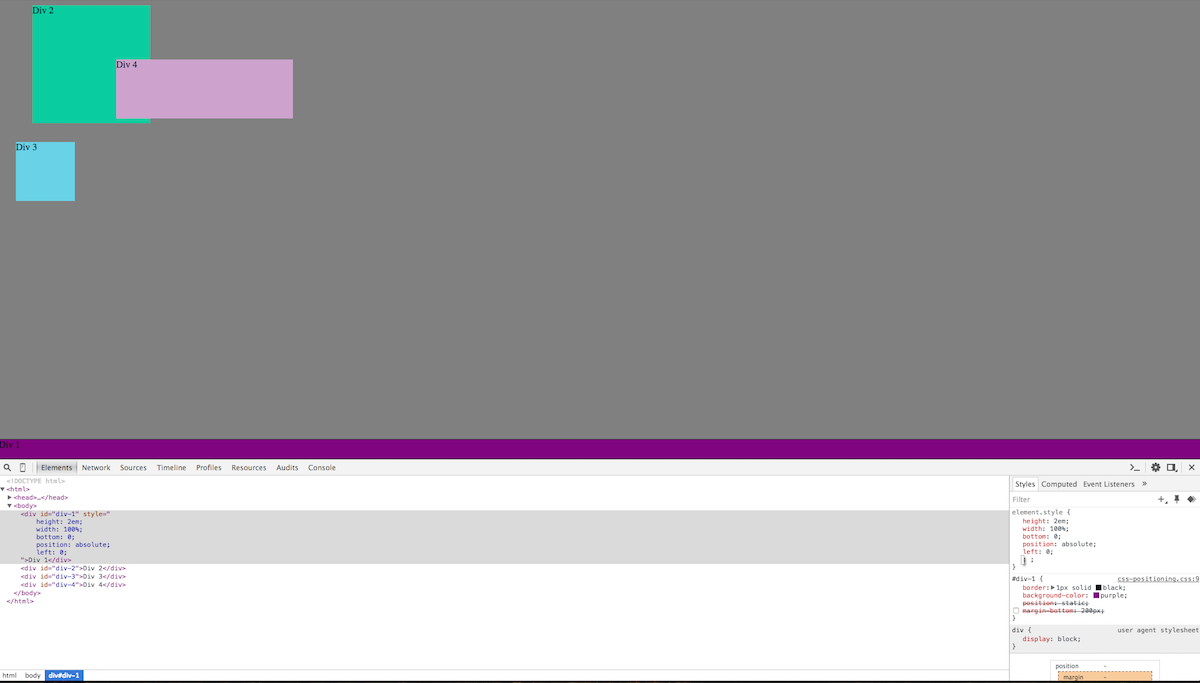 Div 2
Div 4
Div 3
Div 1
Elements Network Sources Timeline Profiles Resources Audits Console
<!DOCTYPE html>
<html>
<head>…</head>
<body>
<div id="div-1" style="
height: 2em;
width: 100%;
bottom: 0;
position: absolute;
left: 0;
">Div 1</div>
<div id="div-2">Div 2</div>
<div id="div-3">Div 3</div>
<div id="div-4">Div 4</div>
</body>
</html>
html body div#div-1
Styles Computed Event Listeners »
Filter
element.style {
height: 2em;
width: 100%;
bottom: 0;
position: absolute;
left: 0;
;
}
#div-1 { css-positioning.css:9
border: 1px solid black;
background-color: purple;
position: static;
margin-bottom: 200px;
}
div { user agent stylesheet
display: block;
}
position -
margin -